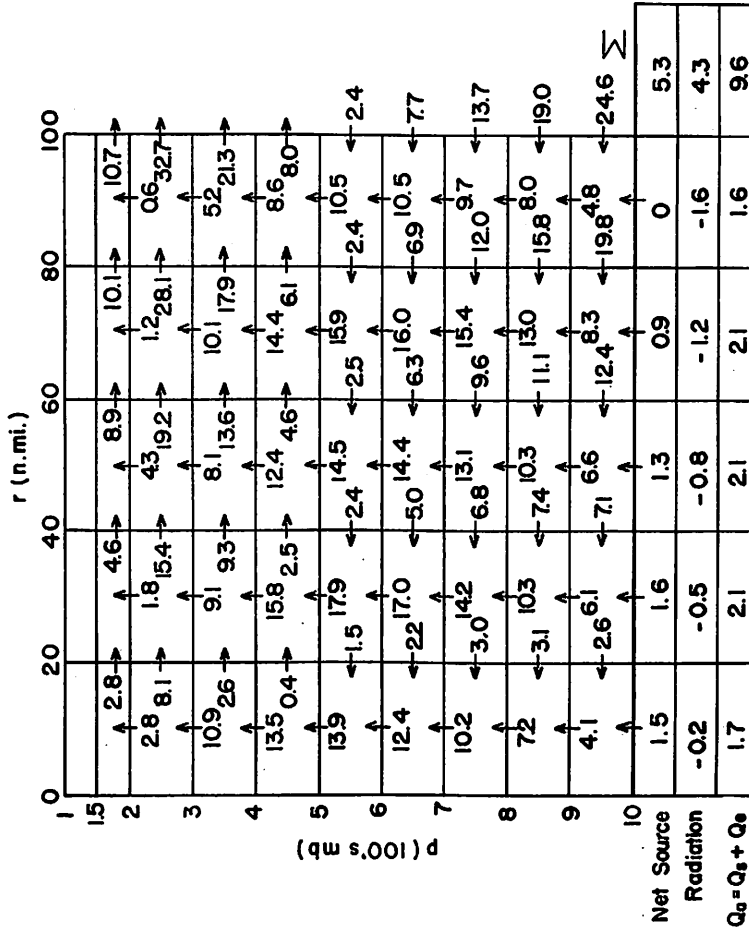 r (n.mi.)
0 20 40 60 80 100
p (100's mb)
1
1.5
2.8 4.6 8.9 10.1 10.7
2
2.8 8.1 1.8 15.4 4.3 19.2 1.2 28.1 0.6 32.7
3
10.9 2.6 9.1 9.3 8.1 13.6 10.1 17.9 5.2 21.3
4
13.5 0.4 15.8 2.5 12.4 4.6 14.4 6.1 8.6 8.0
5
13.9 1.5 17.9 2.4 14.5 2.5 15.9 2.4 10.5 2.4
6
12.4 2.2 17.0 5.0 14.4 6.3 16.0 6.9 10.5 7.7
7
10.2 3.0 14.2 6.8 13.1 9.6 15.4 12.0 9.7 13.7
8
7.2 3.1 10.3 7.4 10.3 11.1 13.0 15.8 8.0 19.0
9
4.1 2.6 6.1 7.1 6.6 12.4 8.3 19.8 4.8 24.6
10
Σ
Net Source 1.5 1.6 1.3 0.9 0 5.3
Radiation -0.2 -0.5 -0.8 -1.2 -1.6 4.3
Qa = Qs + Qe 1.7 2.1 2.1 2.1 1.6 9.6